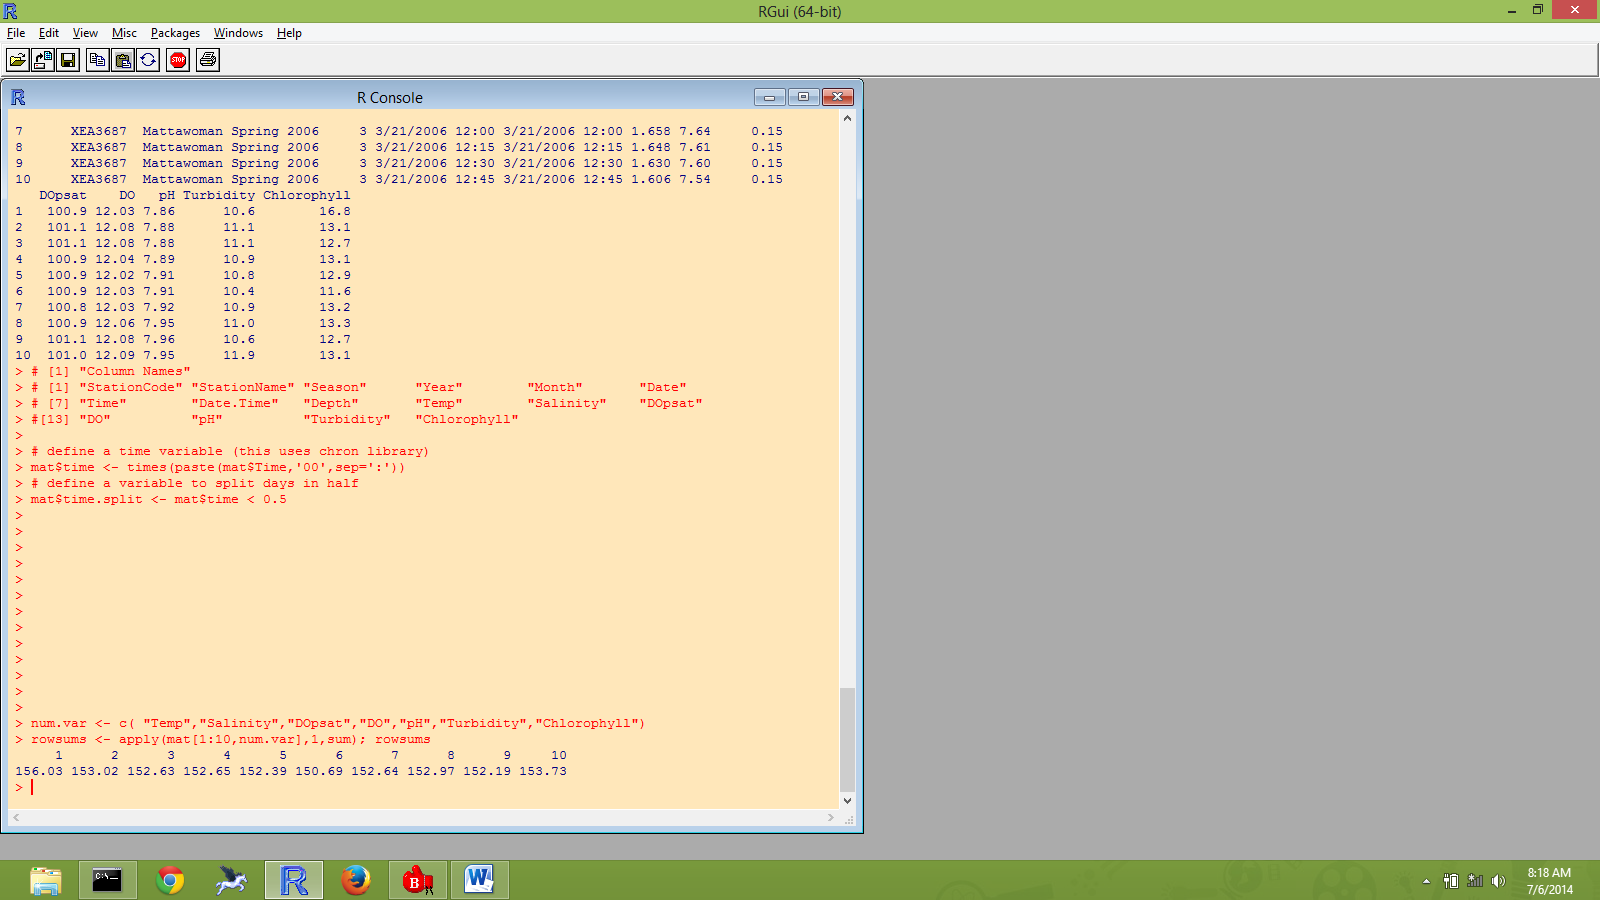 RGui (64-bit)
File Edit View Misc Packages Windows Help
STOP
R Console
7      XEA3687  Mattawoman Spring 2006     3 3/21/2006 12:00 3/21/2006 12:00 1.658 7.64     0.15
8      XEA3687  Mattawoman Spring 2006     3 3/21/2006 12:15 3/21/2006 12:15 1.648 7.61     0.15
9      XEA3687  Mattawoman Spring 2006     3 3/21/2006 12:30 3/21/2006 12:30 1.630 7.60     0.15
10     XEA3687  Mattawoman Spring 2006     3 3/21/2006 12:45 3/21/2006 12:45 1.606 7.54     0.15
   DOpsat    DO   pH Turbidity Chlorophyll
1   100.9 12.03 7.86      10.6        16.8
2   101.1 12.08 7.88      11.1        13.1
3   101.1 12.08 7.88      11.1        12.7
4   100.9 12.04 7.89      10.9        13.1
5   100.9 12.02 7.91      10.8        12.9
6   100.9 12.03 7.91      10.4        11.6
7   100.8 12.03 7.92      10.9        13.2
8   100.9 12.06 7.95      11.0        13.3
9   101.1 12.08 7.96      10.6        12.7
10  101.0 12.09 7.95      11.9        13.1
> # [1] "Column Names"
> # [1] "StationCode" "StationName" "Season"      "Year"        "Month"       "Date"
> # [7] "Time"        "Date.Time"   "Depth"       "Temp"        "Salinity"    "DOpsat"
> #[13] "DO"          "pH"          "Turbidity"   "Chlorophyll"
>
> # define a time variable (this uses chron library)
> mat$time <- times(paste(mat$Time,'00',sep=':'))
> # define a variable to split days in half
> mat$time.split <- mat$time < 0.5
>
>
>
>
>
>
>
>
>
>
>
>
>
> num.var <- c( "Temp","Salinity","DOpsat","DO","pH","Turbidity","Chlorophyll")
> rowsums <- apply(mat[1:10,num.var],1,sum); rowsums
     1      2      3      4      5      6      7      8      9     10
156.03 153.02 152.63 152.65 152.39 150.69 152.64 152.97 152.19 153.73
>
C:\_
R
B
W
8:18 AM
7/6/2014